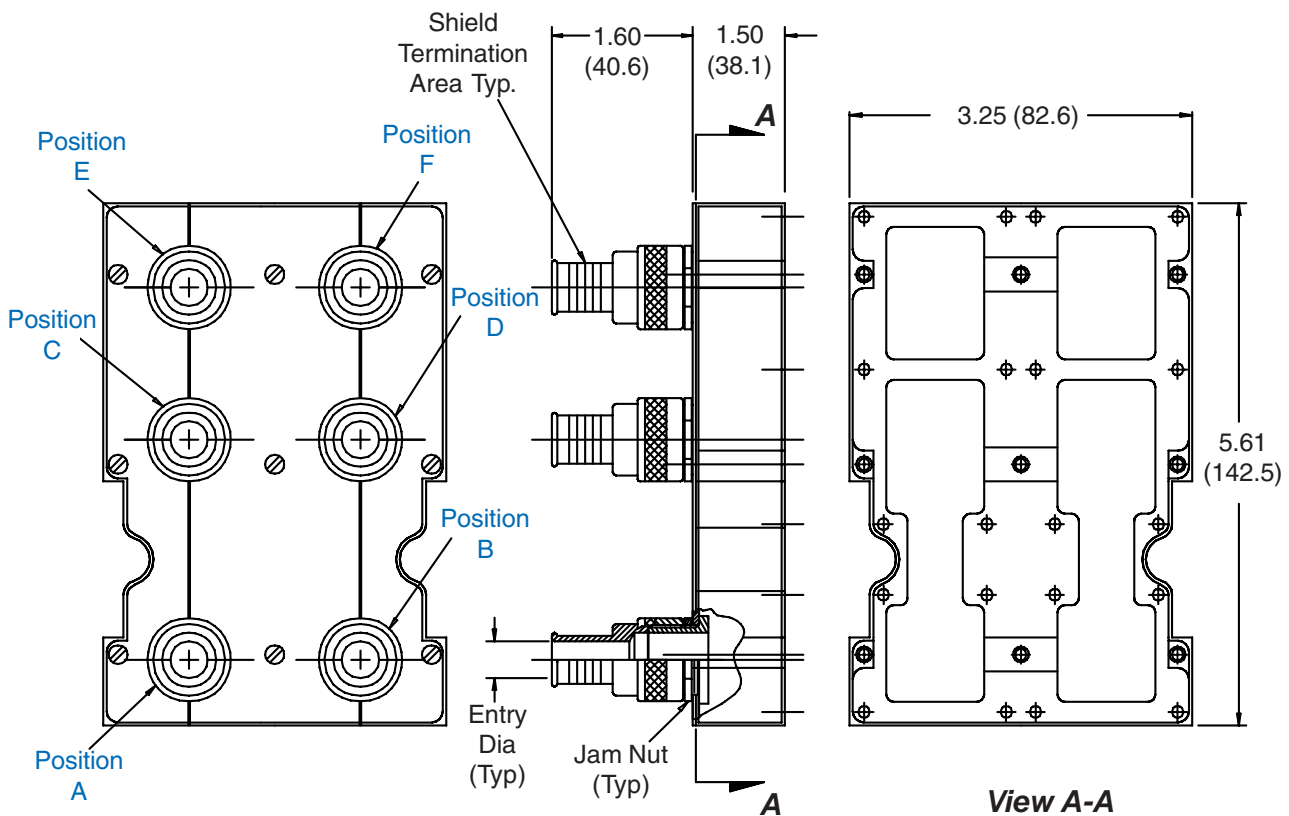 Shield
Termination
Area Typ.
1.60
(40.6)
1.50
(38.1)
A
3.25 (82.6)
Position
E
Position
F
Position
C
Position
D
5.61
(142.5)
Position
B
Position
A
Entry
Dia
(Typ)
Jam Nut
(Typ)
A
View A-A